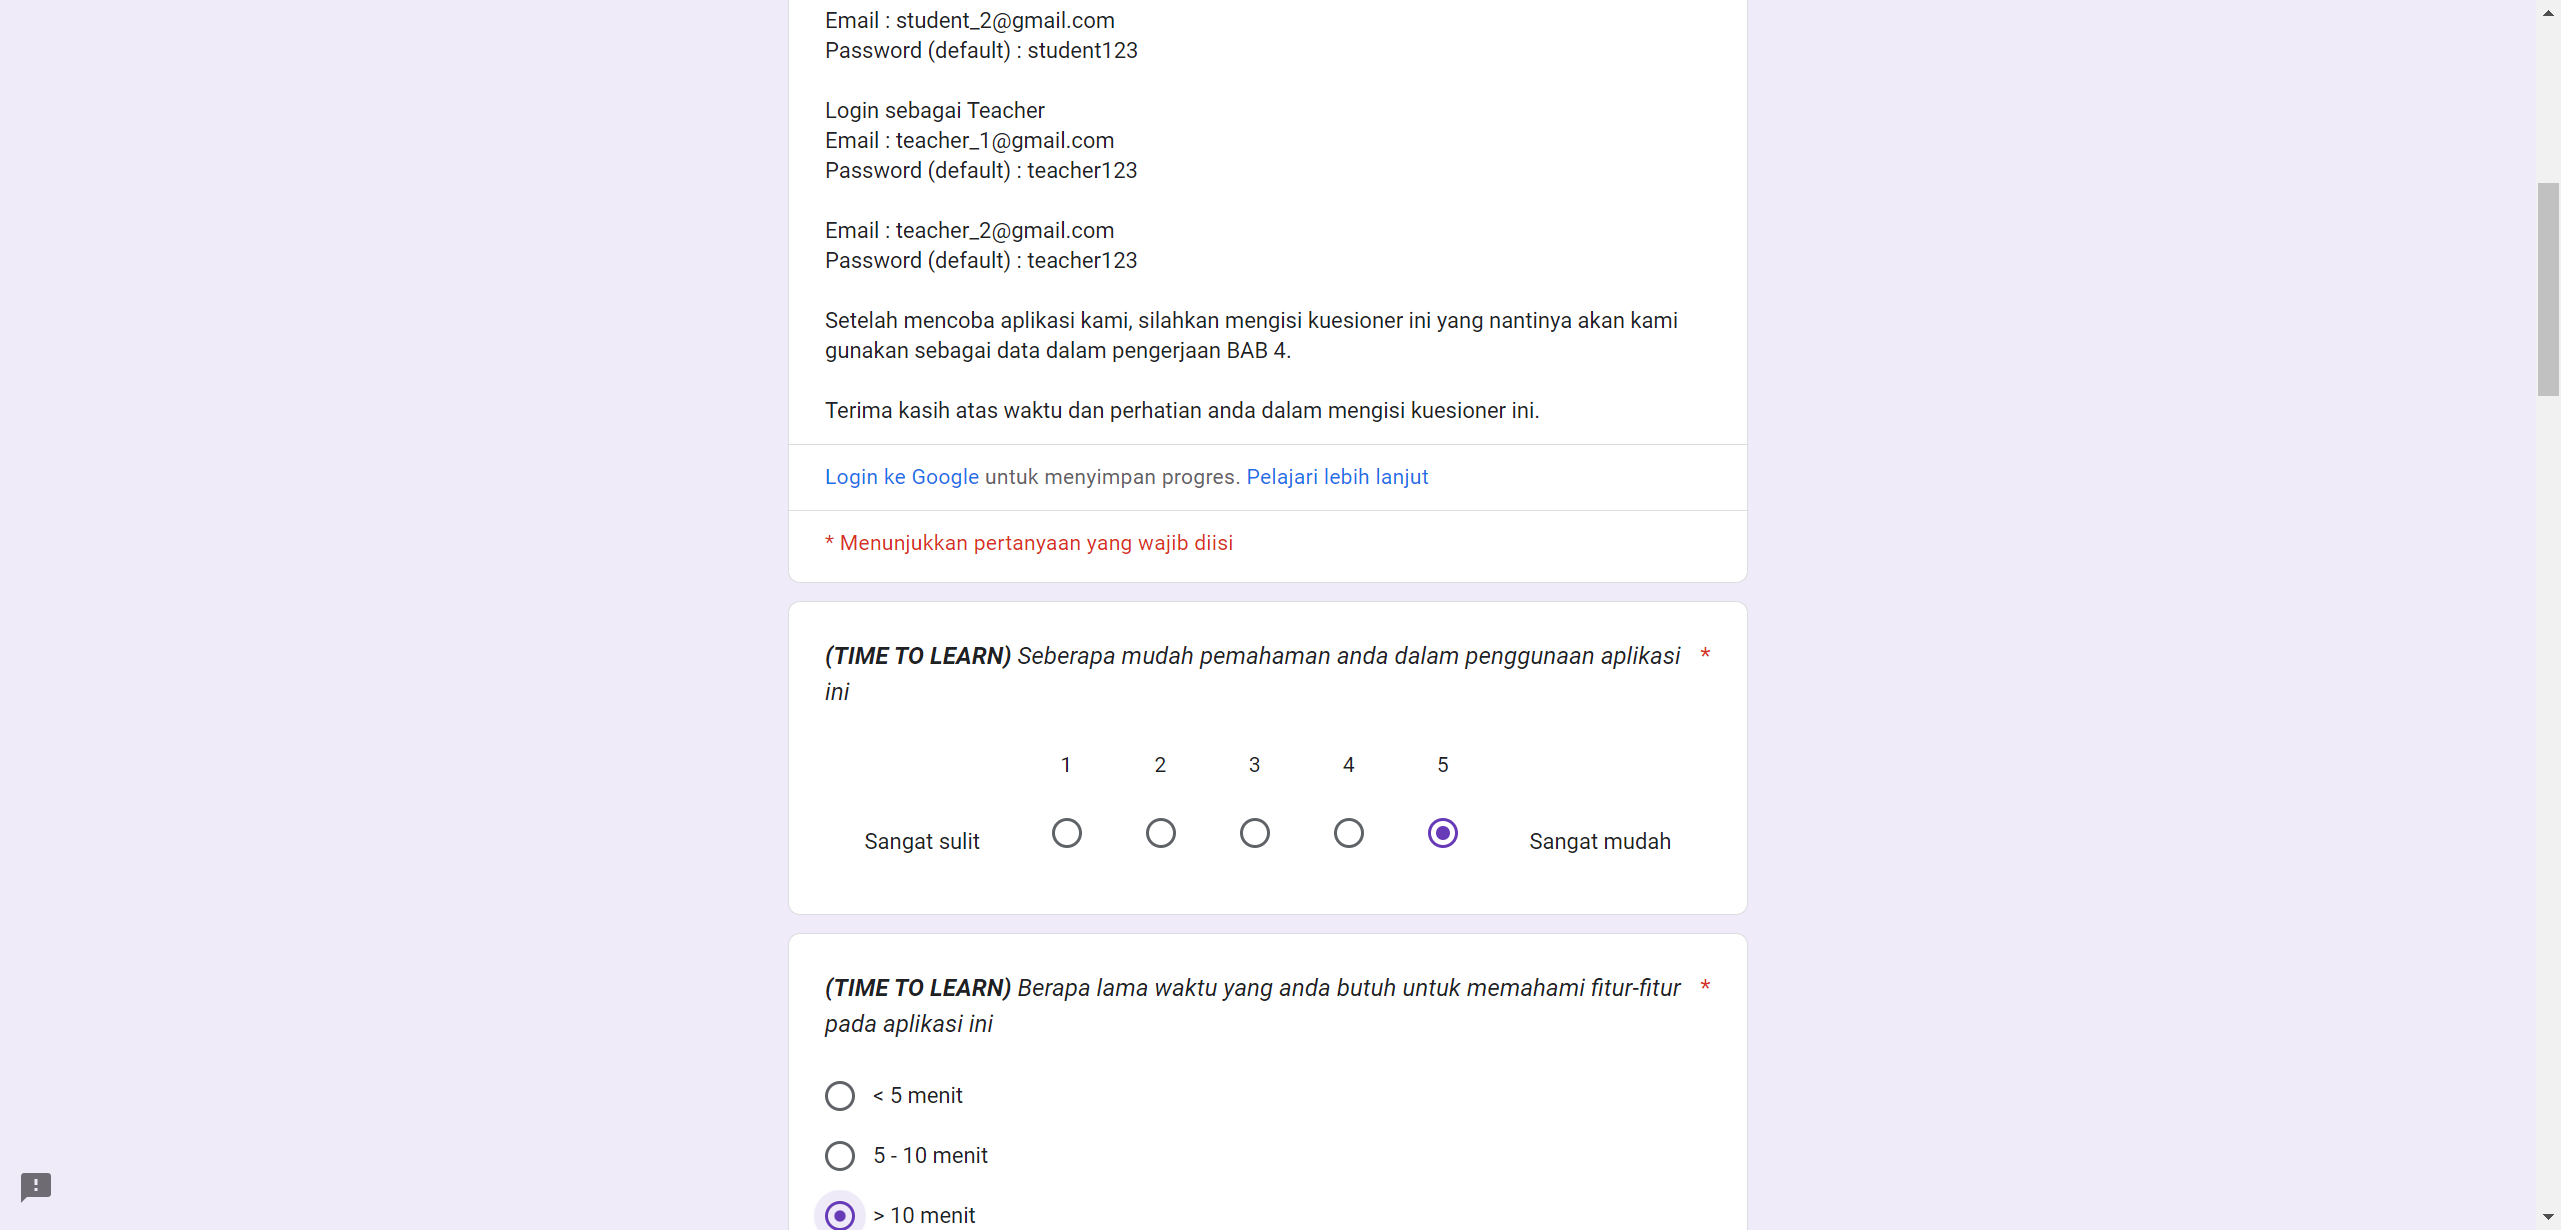 Email : student_2@gmail.com
Password (default) : student123
Login sebagai Teacher
Email : teacher_1@gmail.com
Password (default) : teacher123
Email : teacher_2@gmail.com
Password (default) : teacher123
Setelah mencoba aplikasi kami, silahkan mengisi kuesioner ini yang nantinya akan kami
gunakan sebagai data dalam pengerjaan BAB 4.
Terima kasih atas waktu dan perhatian anda dalam mengisi kuesioner ini.
Login ke Google untuk menyimpan progres. Pelajari lebih lanjut
* Menunjukkan pertanyaan yang wajib diisi
(TIME TO LEARN) Seberapa mudah pemahaman anda dalam penggunaan aplikasi *
ini
1 2 3 4 5
Sangat sulit Sangat mudah
(TIME TO LEARN) Berapa lama waktu yang anda butuh untuk memahami fitur-fitur *
pada aplikasi ini
< 5 menit
5 - 10 menit
> 10 menit